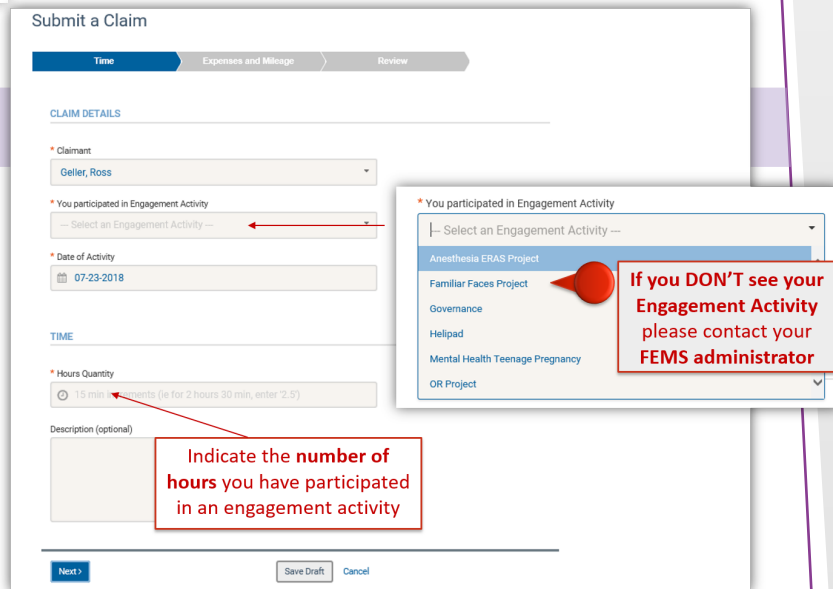 Submit a Claim
Time
Expenses and Mileage
Review
CLAIM DETAILS
* Claimant
Geller, Ross
* You participated in Engagement Activity
--- Select an Engagement Activity ---
* Date of Activity
07-23-2018
TIME
* Hours Quantity
15 min increments (ie for 2 hours 30 min, enter '2.5')
Description (optional)
Indicate the number of
hours you have participated
in an engagement activity
Next >
Save Draft
Cancel
* You participated in Engagement Activity
--- Select an Engagement Activity ---
Anesthesia ERAS Project
Familiar Faces Project
Governance
Helipad
Mental Health Teenage Pregnancy
OR Project
If you DON'T see your
Engagement Activity
please contact your
FEMS administrator